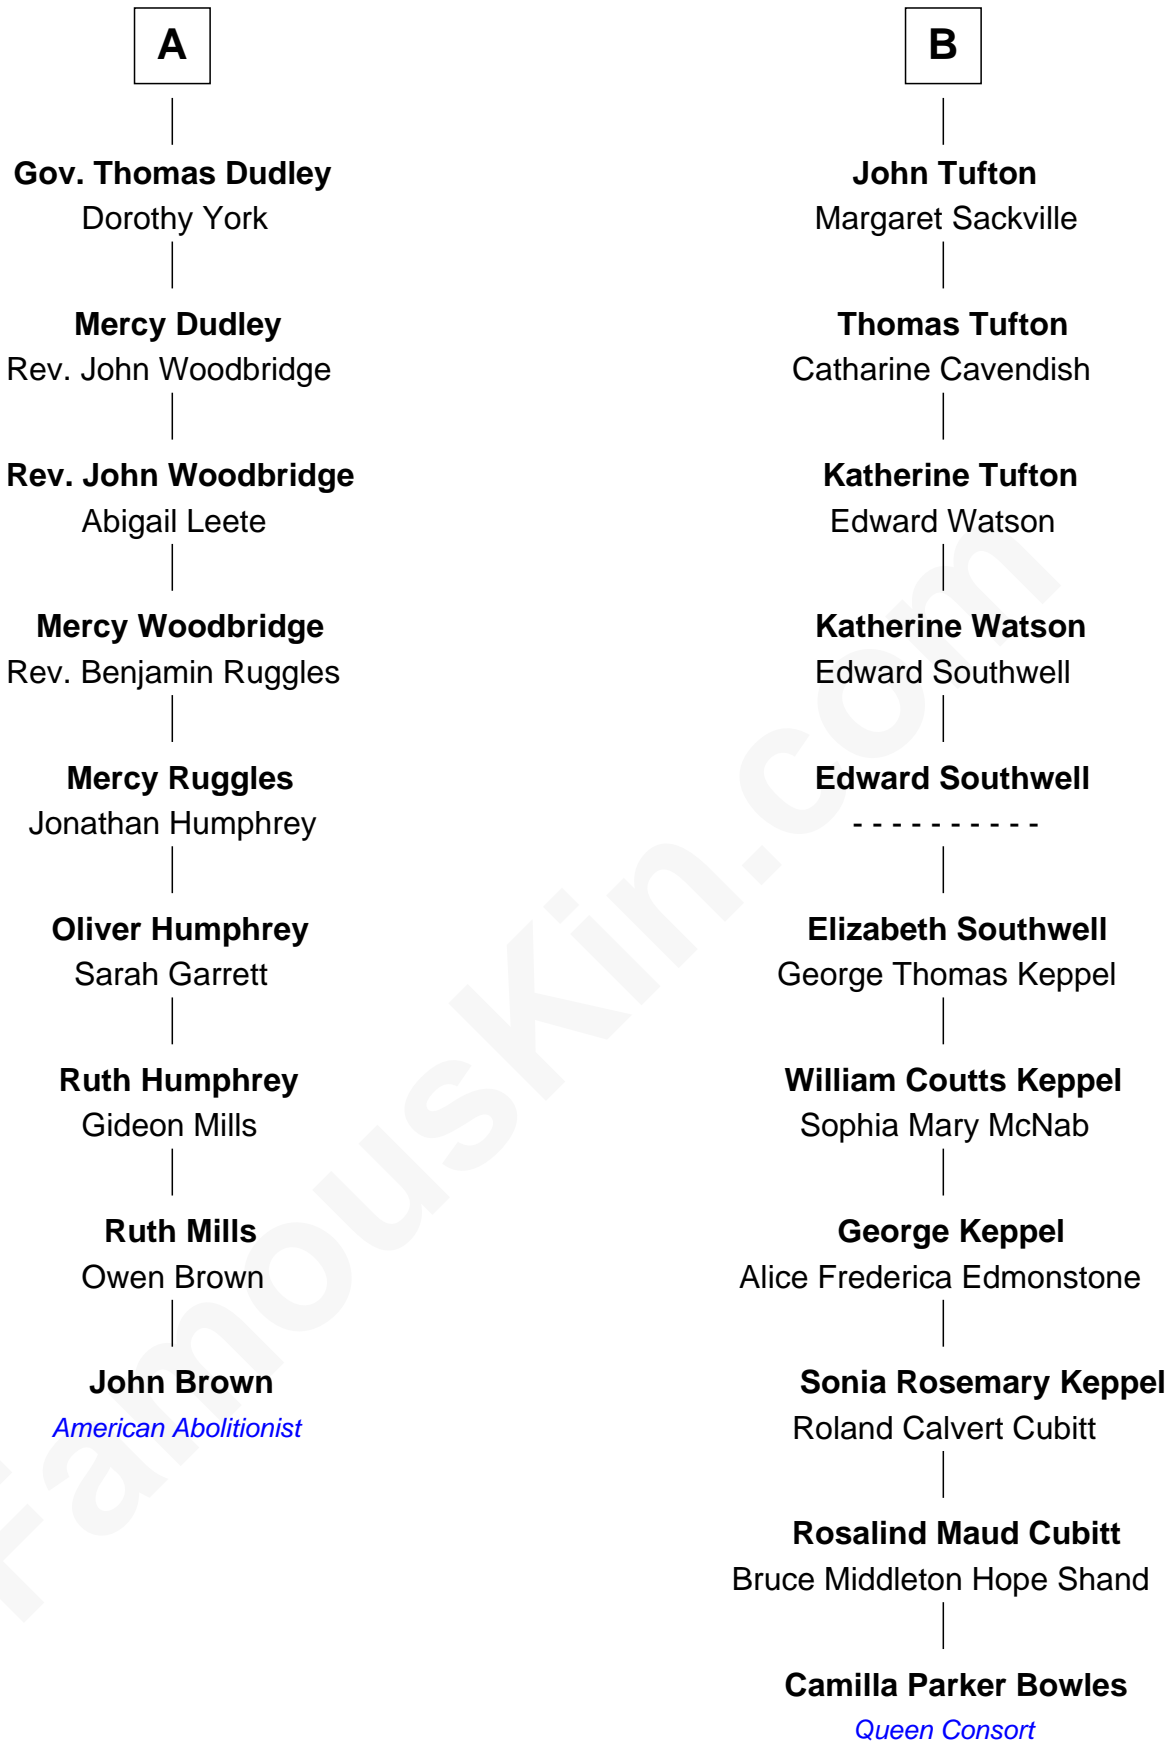 A
Gov. Thomas Dudley
Dorothy York
Mercy Dudley
Rev. John Woodbridge
Rev. John Woodbridge
Abigail Leete
Mercy Woodbridge
Rev. Benjamin Ruggles
Mercy Ruggles
Jonathan Humphrey
Oliver Humphrey
Sarah Garrett
Ruth Humphrey
Gideon Mills
Ruth Mills
Owen Brown
John Brown
American Abolitionist
B
John Tufton
Margaret Sackville
Thomas Tufton
Catharine Cavendish
Katherine Tufton
Edward Watson
Katherine Watson
Edward Southwell
Edward Southwell
- - - - - - - - - -
Elizabeth Southwell
George Thomas Keppel
William Coutts Keppel
Sophia Mary McNab
George Keppel
Alice Frederica Edmonstone
Sonia Rosemary Keppel
Roland Calvert Cubitt
Rosalind Maud Cubitt
Bruce Middleton Hope Shand
Camilla Parker Bowles
Queen Consort
FamousKin.com